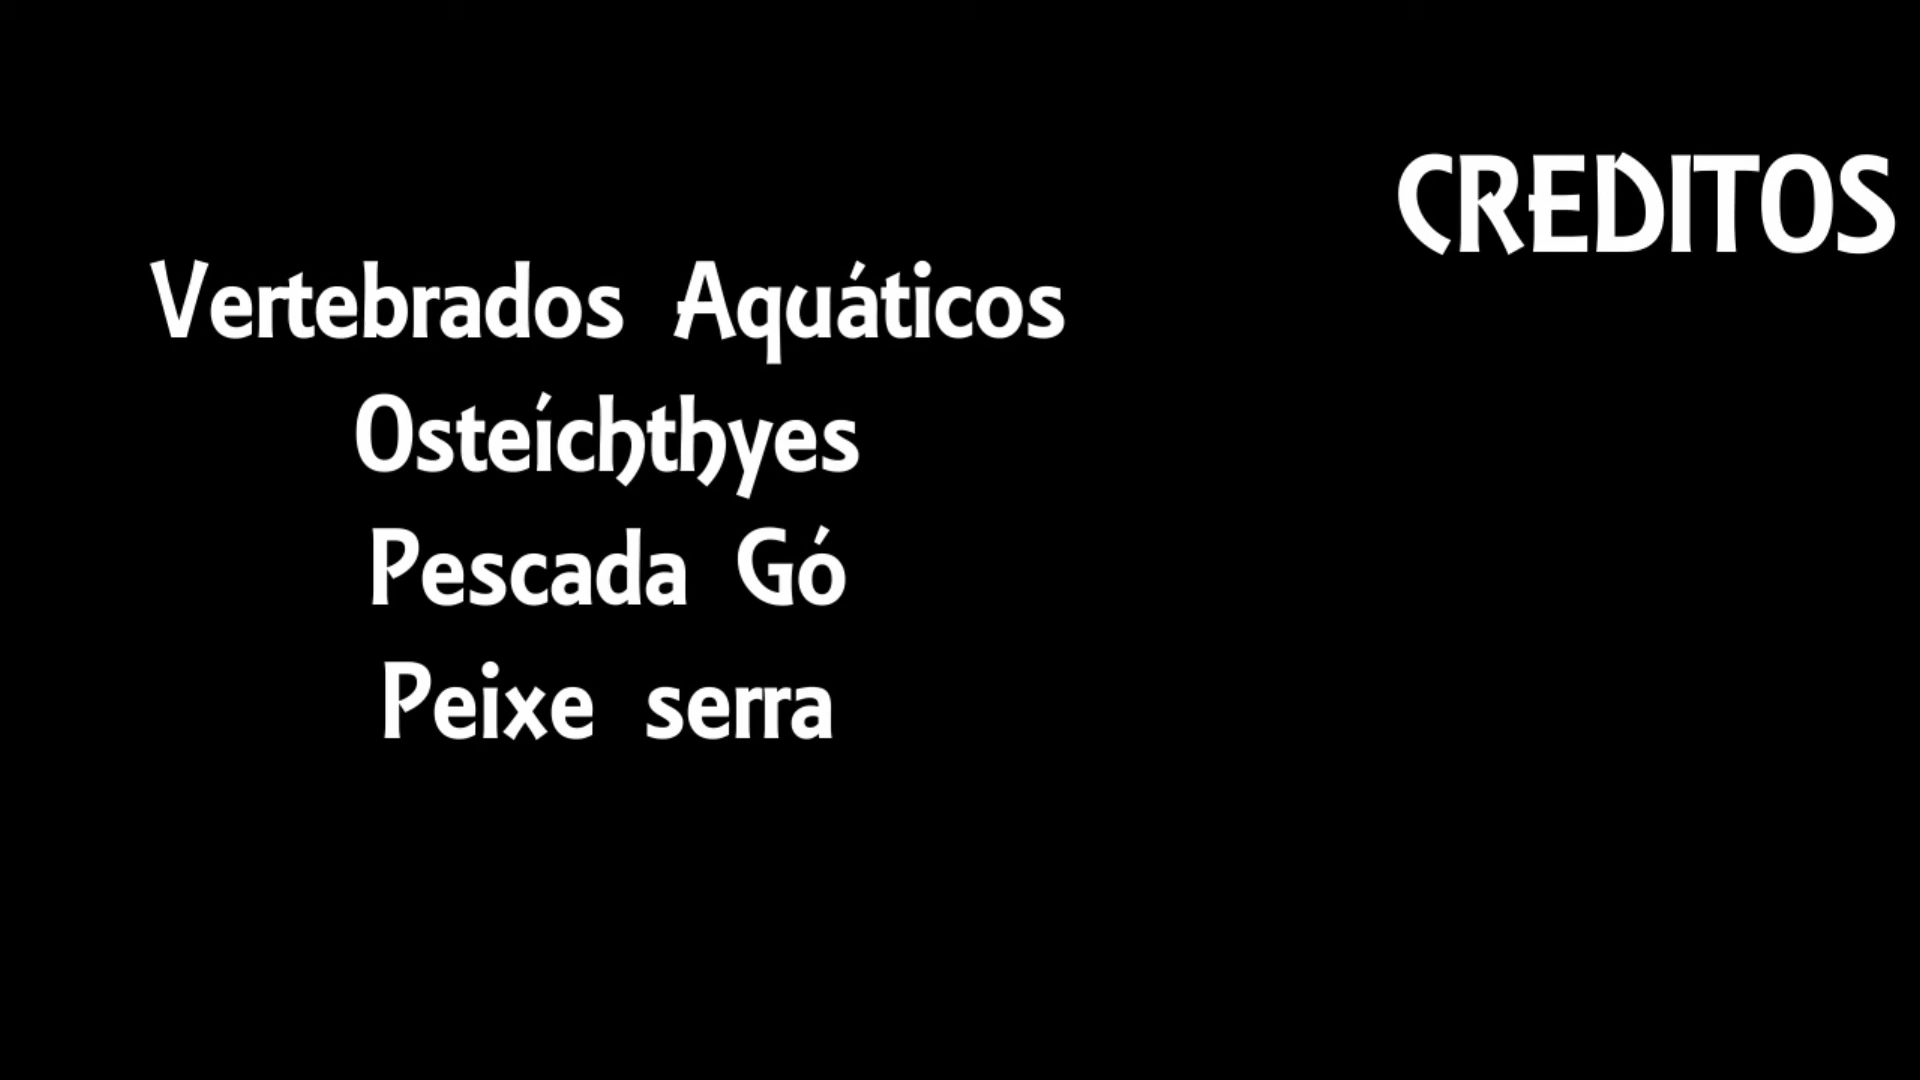 CREDITOS
Vertebrados Aquáticos
Osteíchthyes
Pescada Gó
Peixe serra